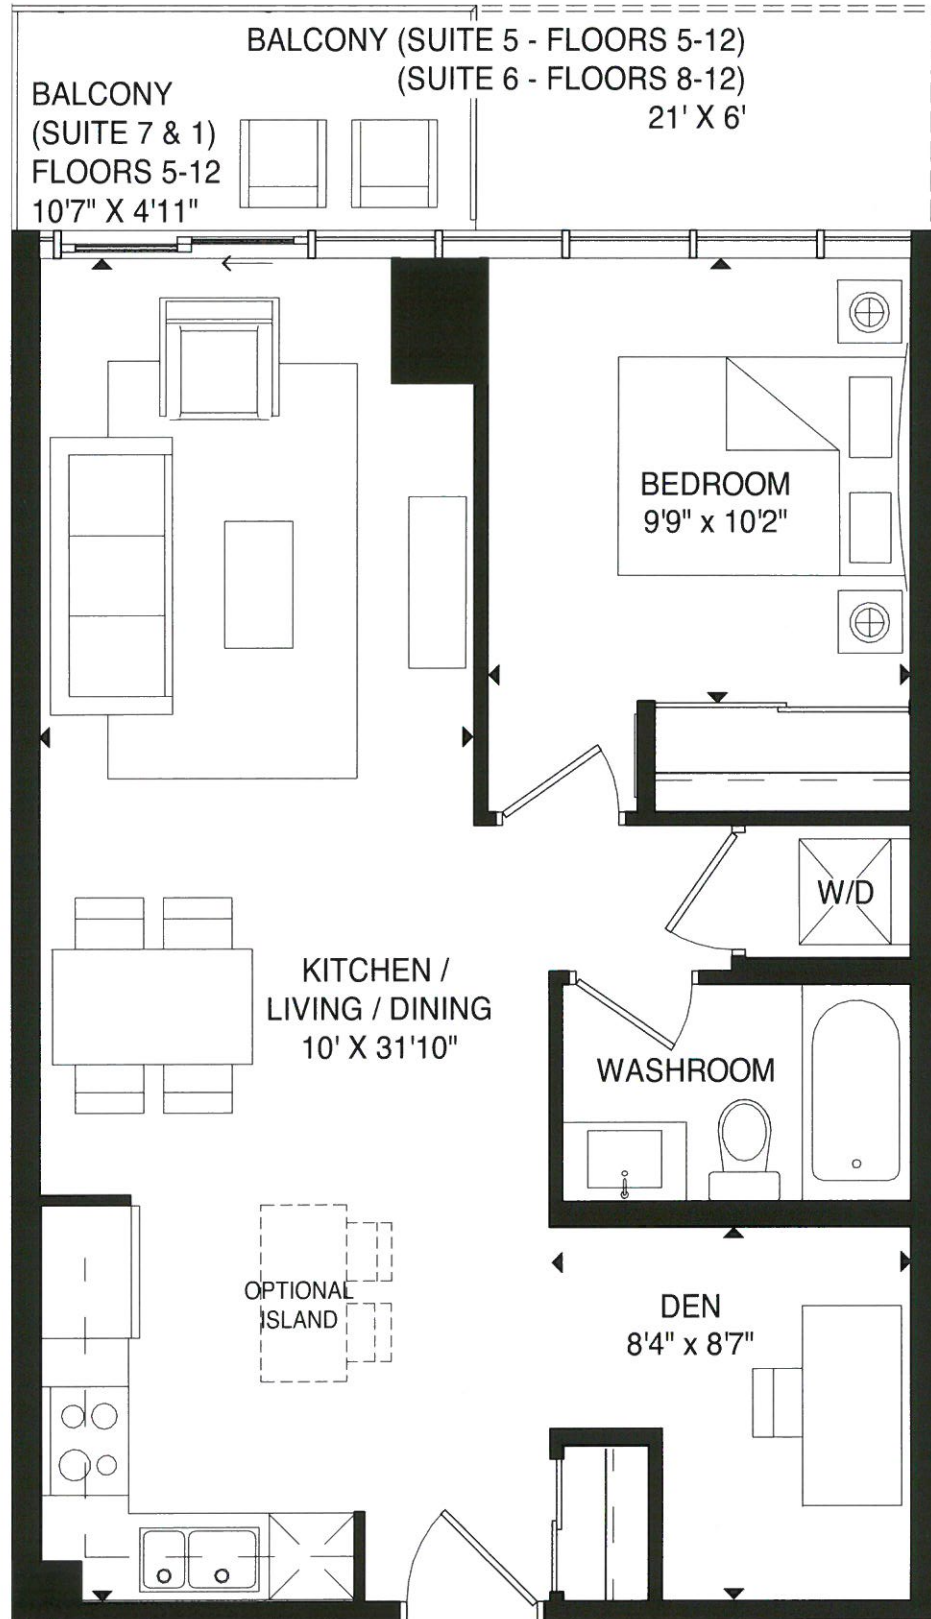 BALCONY (SUITE 5 - FLOORS 5-12)
(SUITE 6 - FLOORS 8-12)
21' X 6'
BALCONY
(SUITE 7 & 1)
FLOORS 5-12
10'7" X 4'11"
BEDROOM
9'9" x 10'2"
W/D
KITCHEN /
LIVING / DINING
10' X 31'10"
WASHROOM
OPTIONAL
ISLAND
DEN
8'4" x 8'7"